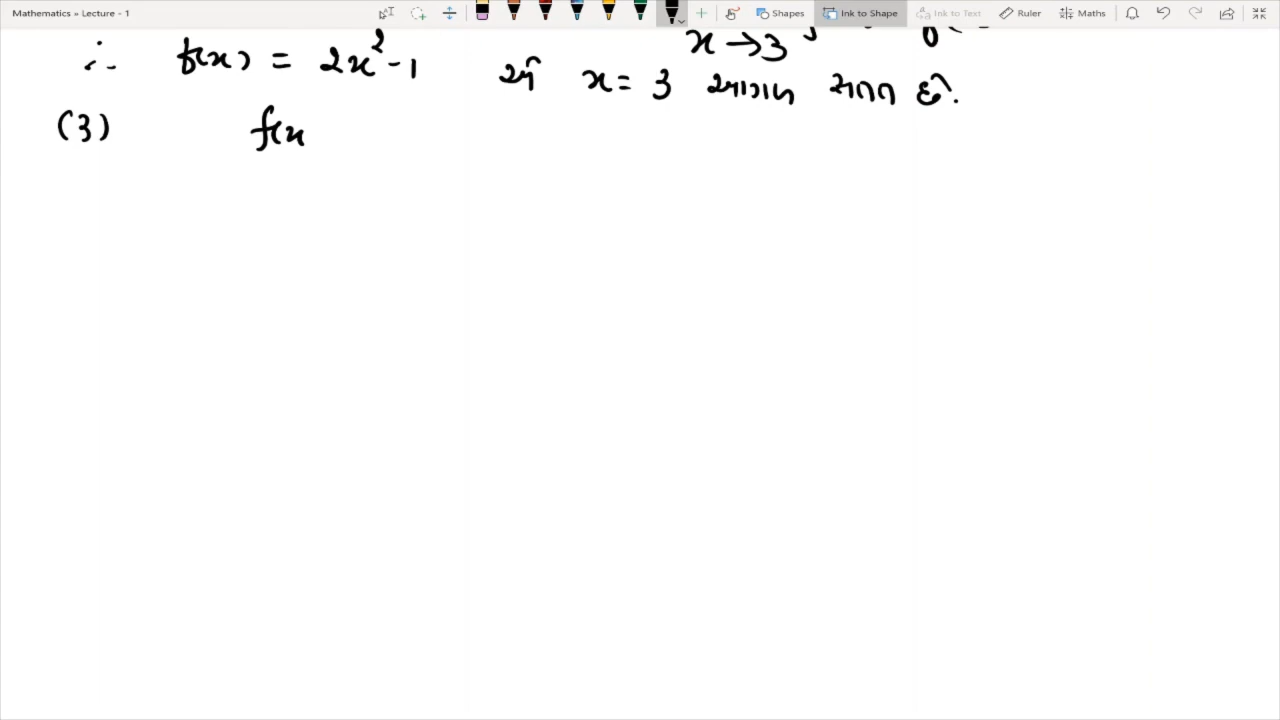 Mathematics » Lecture - 1
Shapes Ink to Shape Ink to Text Ruler Maths
x → 3
∴ f(x) = 2x² - 1 એ x = 3 આગળ સતત છે.
(3) f(x